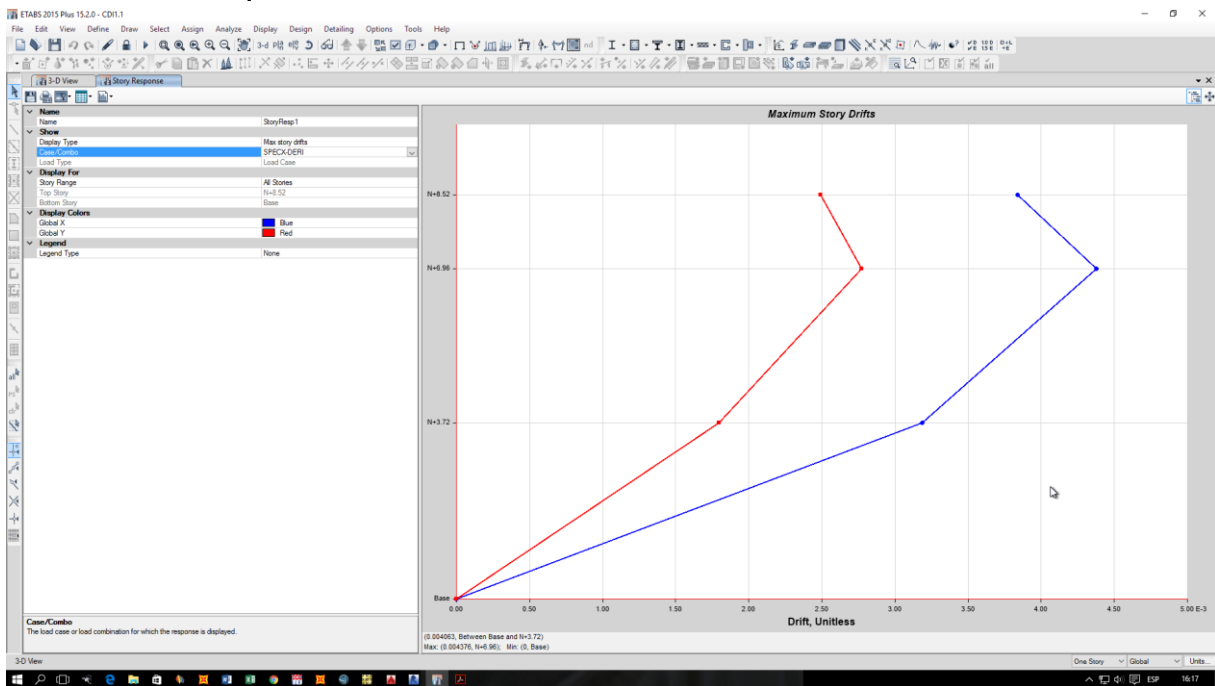 ETABS 2015 Plus 15.2.0 - CDI1.1
File Edit View Define Draw Select Assign Analyze Display Design Detailing Options Tools Help
3-D View Story Response
Name
Name StoryResp1
Show
Display Type Max story drifts
Case/Combo SPECX-DERI
Load Type Load Case
Display For
Story Range All Stories
Top Story N+8.52
Bottom Story Base
Display Colors
Global X Blue
Global Y Red
Legend
Legend Type None
Maximum Story Drifts
N+8.52
N+6.96
N+3.72
Base
0.00 0.50 1.00 1.50 2.00 2.50 3.00 3.50 4.00 4.50 5.00 E-3
Drift, Unitless
Case/Combo
The load case or load combination for which the response is displayed.
(0.004063, Between Base and N+3.72)
Max: (0.004376, N+6.96); Min: (0, Base)
3-D View One Story Global Units...
ESP 16:17